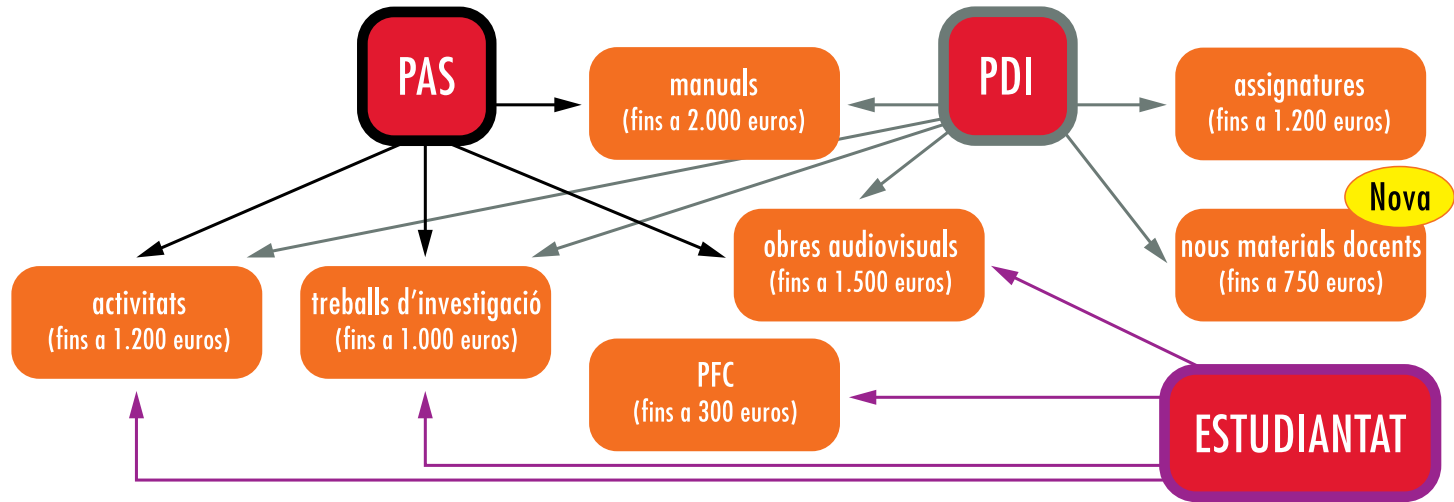 PAS
manuals
(fins a 2.000 euros)
PDI
assignatures
(fins a 1.200 euros)
Nova
obres audiovisuals
(fins a 1.500 euros)
nous materials docents
(fins a 750 euros)
activitats
(fins a 1.200 euros)
treballs d'investigació
(fins a 1.000 euros)
PFC
(fins a 300 euros)
ESTUDIANTAT